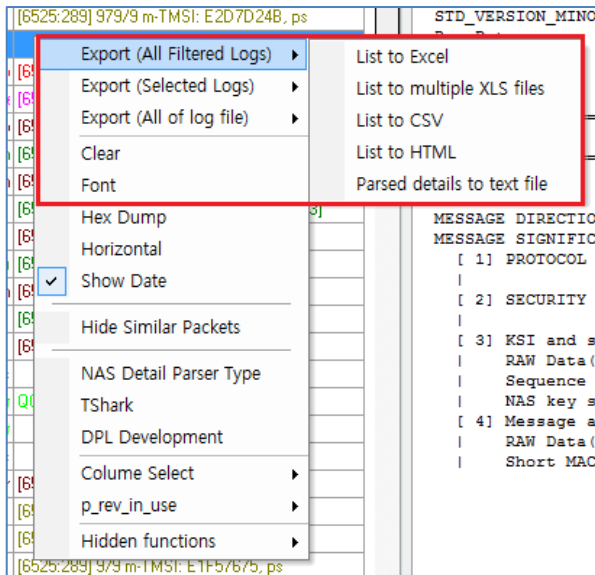 [6525:289] 979/9 m-TMSI: E2D7D24B, ps
Export (All Filtered Logs)
Export (Selected Logs)
Export (All of log file)
Clear
Font
Hex Dump
Horizontal
Show Date
Hide Similar Packets
NAS Detail Parser Type
TShark
DPL Development
Colume Select
p_rev_in_use
Hidden functions
List to Excel
List to multiple XLS files
List to CSV
List to HTML
Parsed details to text file
[6525:289] 979/9 m-TMSI: E1F57675, ps
STD_VERSION_MINO
MESSAGE DIRECTIO
MESSAGE SIGNIFIC
[ 1] PROTOCOL
|
[ 2] SECURITY
|
[ 3] KSI and s
| RAW Data(
| Sequence
| NAS key s
[ 4] Message a
| RAW Data(
| Short MAC